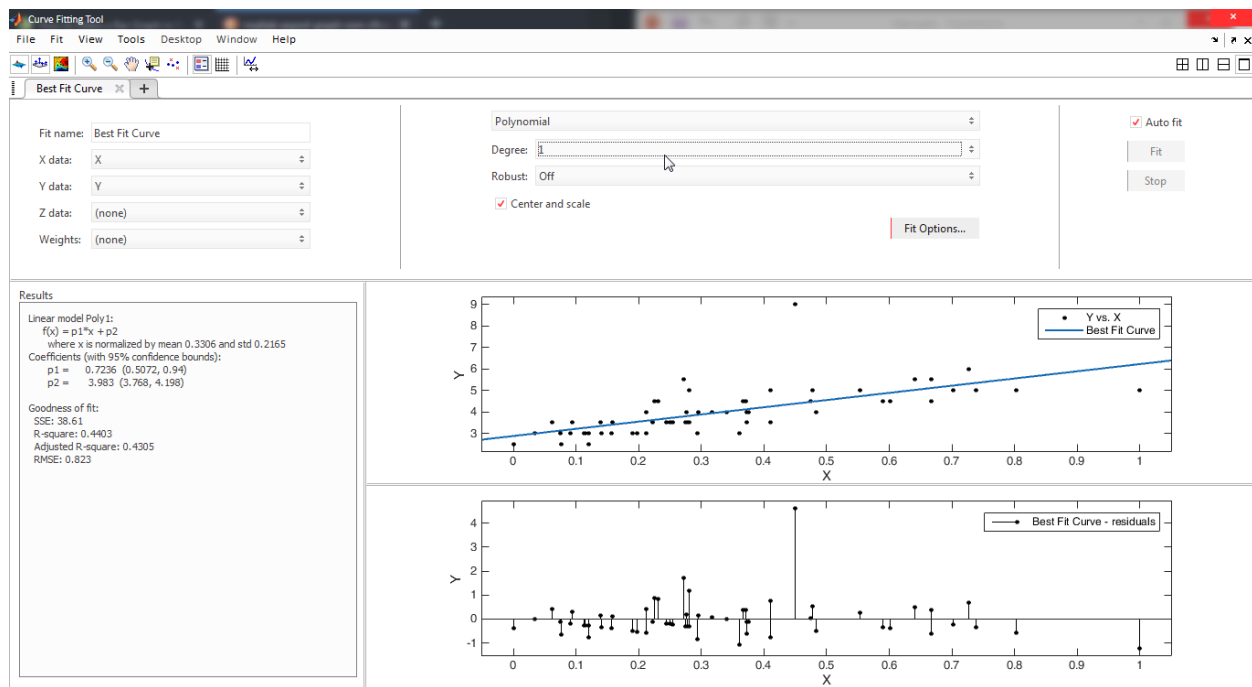 Curve Fitting Tool
File Fit View Tools Desktop Window Help
Best Fit Curve
Fit name: Best Fit Curve
X data: X
Y data: Y
Z data: (none)
Weights: (none)
Polynomial
Degree: 1
Robust: Off
Center and scale
Fit Options...
Auto fit
Fit
Stop
Results
Linear model Poly1:
f(x) = p1*x + p2
where x is normalized by mean 0.3306 and std 0.2165
Coefficients (with 95% confidence bounds):
p1 = 0.7236 (0.5072, 0.94)
p2 = 3.983 (3.768, 4.198)
Goodness of fit:
SSE: 38.61
R-square: 0.4403
Adjusted R-square: 0.4305
RMSE: 0.823
9
8
7
6
5
4
3
Y
Y vs. X
Best Fit Curve
0 0.1 0.2 0.3 0.4 0.5 0.6 0.7 0.8 0.9 1
X
4
3
2
1
0
-1
Y
Best Fit Curve - residuals
0 0.1 0.2 0.3 0.4 0.5 0.6 0.7 0.8 0.9 1
X